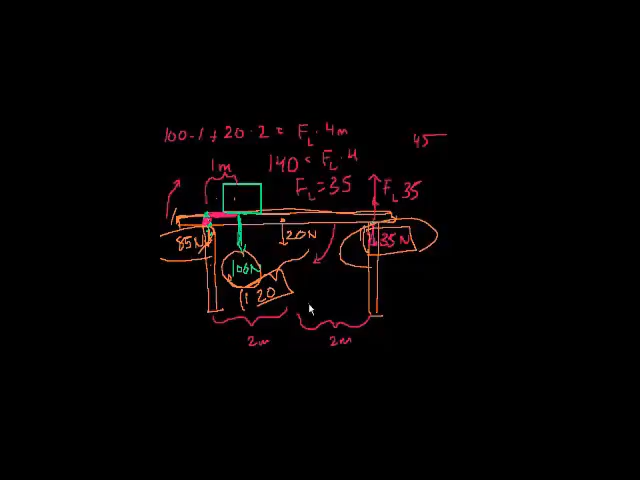 100·1 + 20·2 = F_L·4m
45
1m
140 = F_L·4
F_L = 35
F_L 35
85N
20N
35N
100N
120
2m
2m